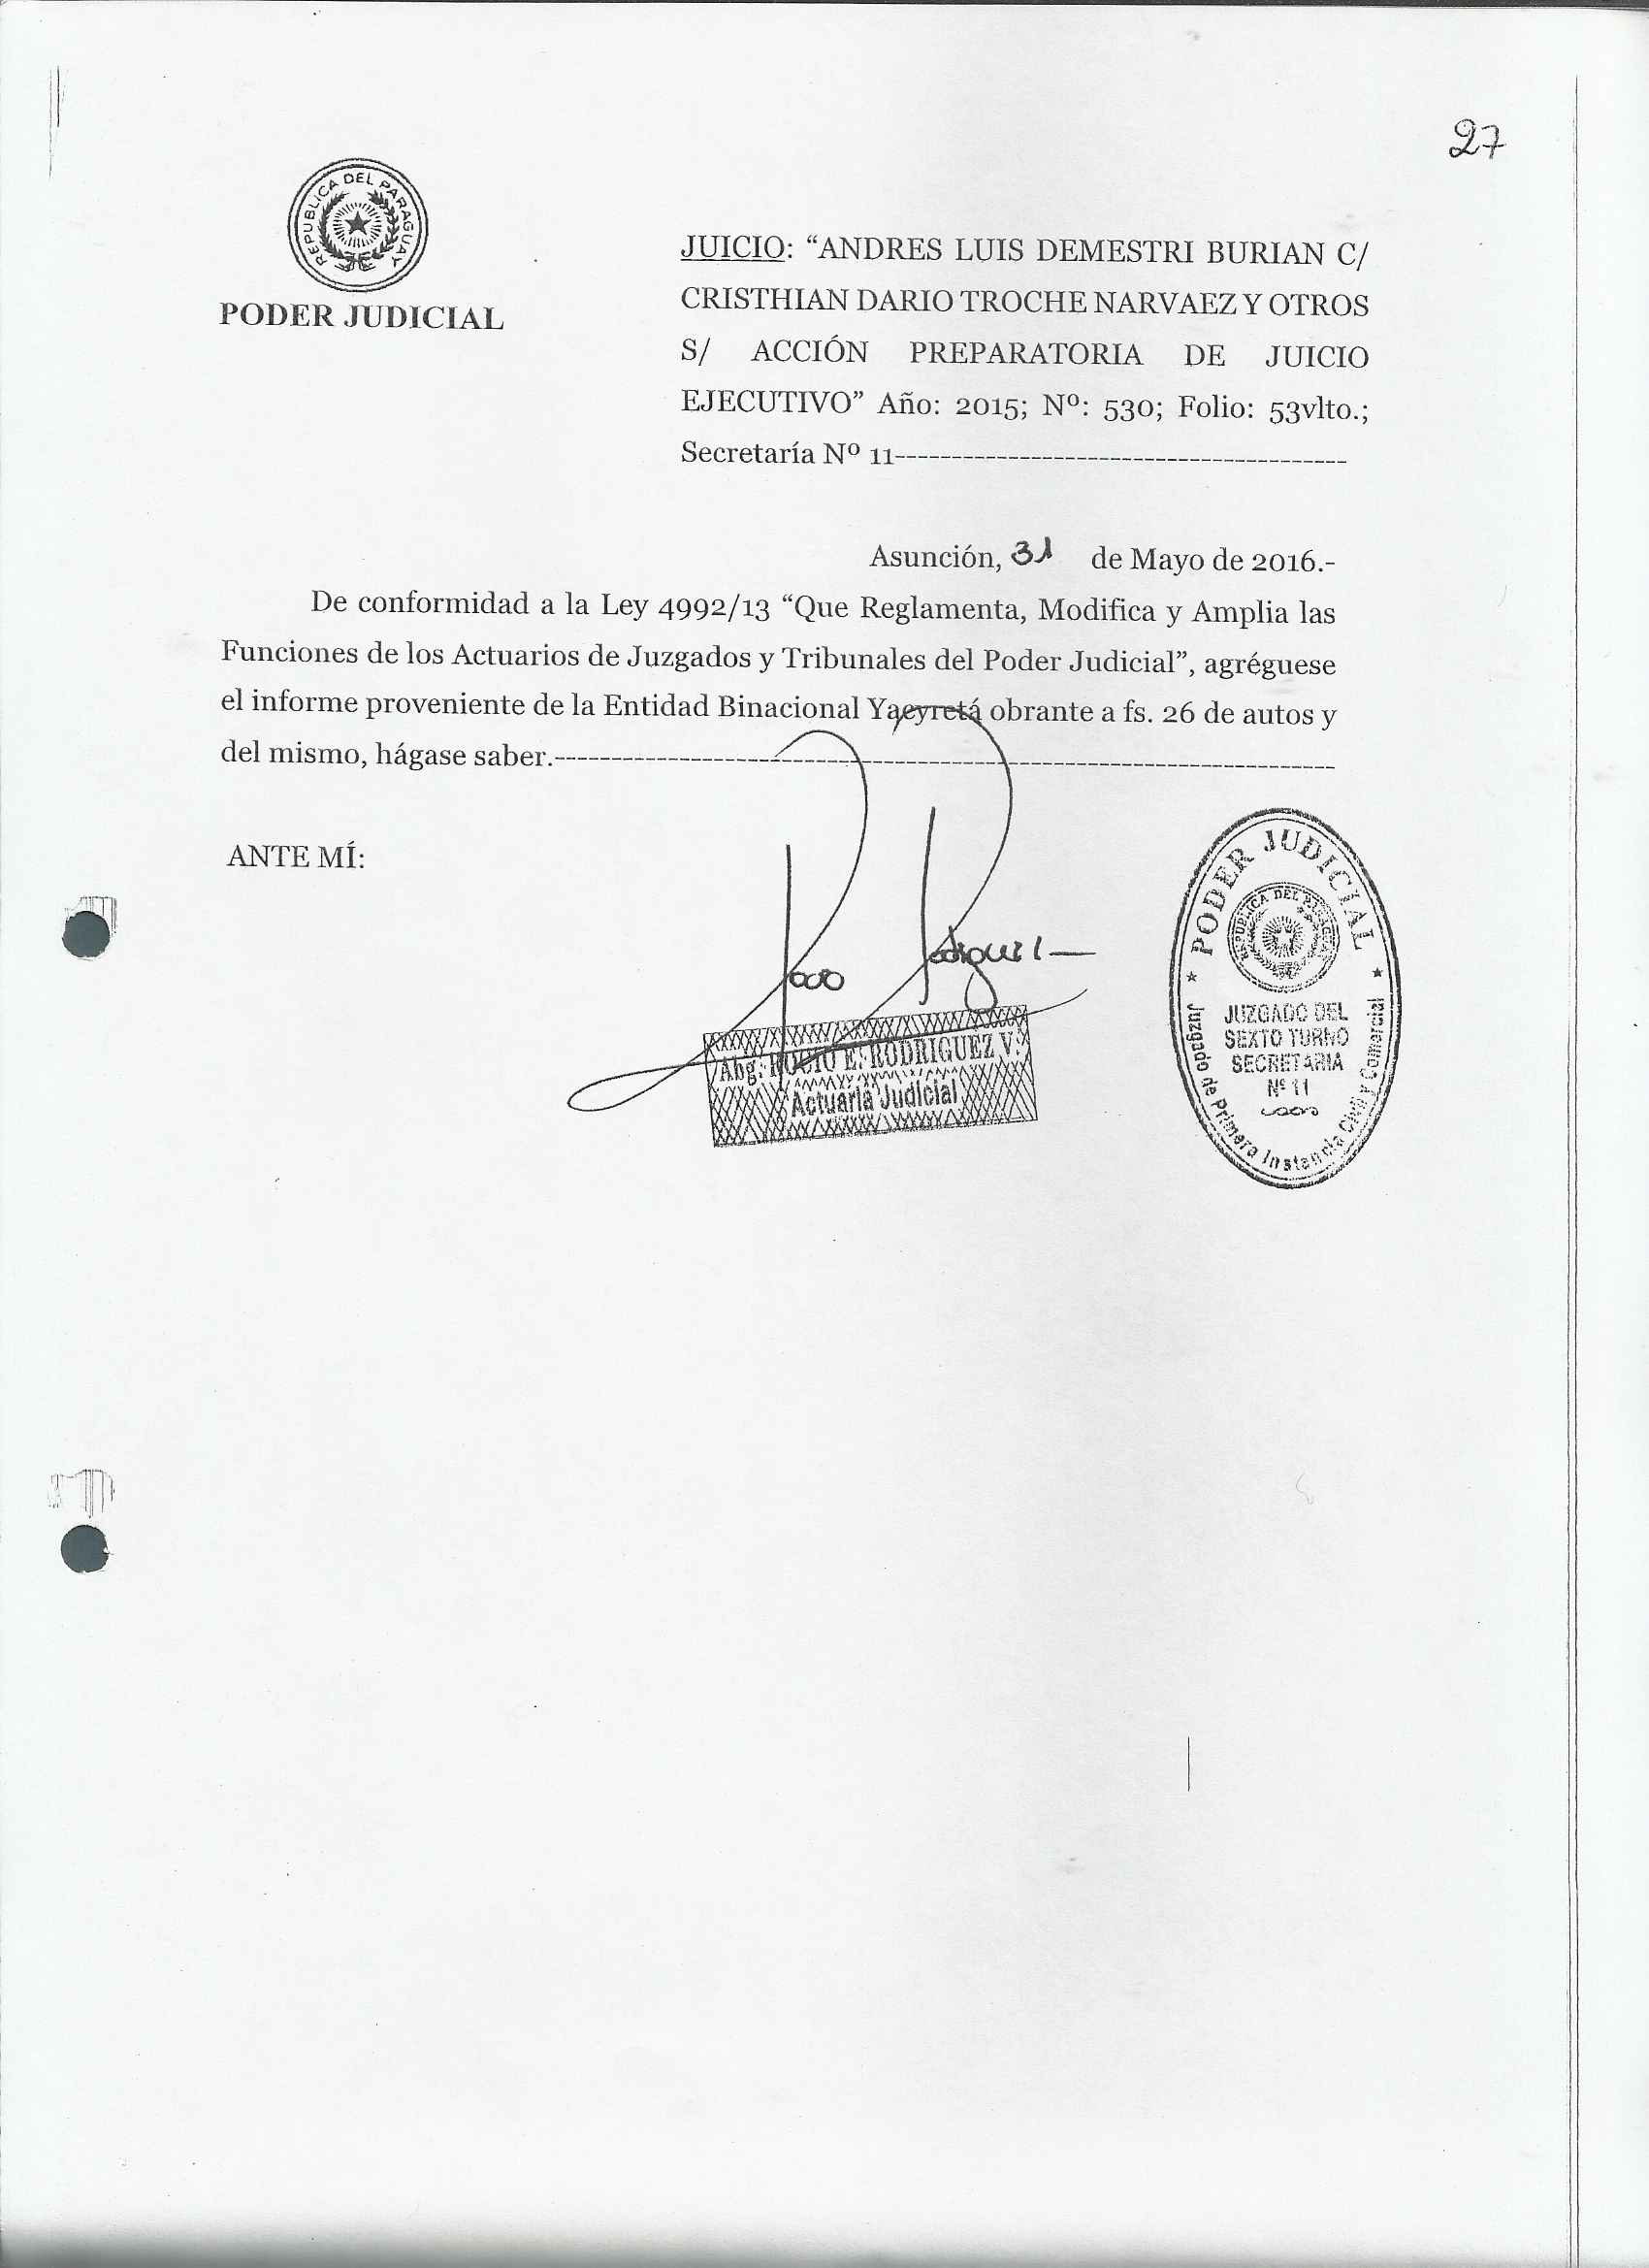 27
REPUBLICA DEL PARAGUAY
PODER JUDICIAL
JUICIO: “ANDRES LUIS DEMESTRI BURIAN C/
CRISTHIAN DARIO TROCHE NARVAEZ Y OTROS
S/ ACCIÓN PREPARATORIA DE JUICIO
EJECUTIVO” Año: 2015; Nº: 530; Folio: 53vlto.;
Secretaría Nº 11----------------------------------------
Asunción, 31 de Mayo de 2016.-
De conformidad a la Ley 4992/13 “Que Reglamenta, Modifica y Amplia las
Funciones de los Actuarios de Juzgados y Tribunales del Poder Judicial”, agréguese
el informe proveniente de la Entidad Binacional Yacyretá obrante a fs. 26 de autos y
del mismo, hágase saber.----------------------------------------------------------------------
ANTE MÍ:
Abg. ROCIO E. RODRIGUEZ V.
Actuaria Judicial
PODER JUDICIAL
REPUBLICA DEL PARAGUAY
JUZGADO DEL
SEXTO TURNO
SECRETARIA
Nº 11
Juzgado de Primera Instancia Civil y Comercial